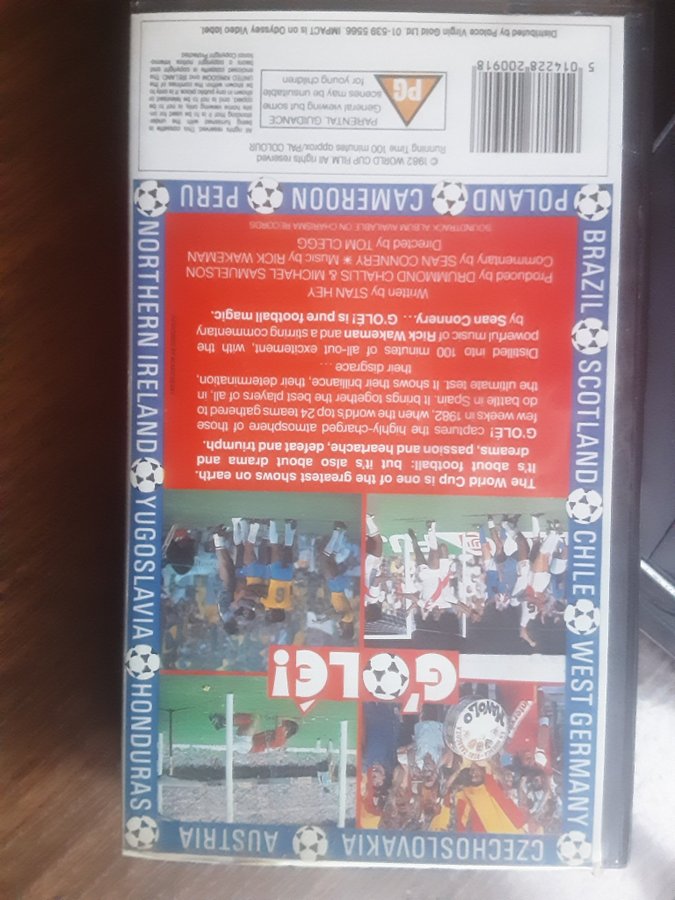 CZECHOSLOVAKIA
AUSTRIA
WEST GERMANY
CHILE
SCOTLAND
BRAZIL
HONDURAS
YUGOSLAVIA
NORTHERN IRELAND
MANOLO
G'OLÉ!
The World Cup is one of the greatest shows on earth.
It's about football: but it's also about drama and
dreams, passion and heartache, defeat and triumph.
G'OLÉ! captures the highly-charged atmosphere of those
few weeks in 1982, when the world's top 24 teams gathered to
do battle in Spain. It brings together the best players of all, in
the ultimate test. It shows their brilliance, their determination,
their disgrace ...
Distilled into 100 minutes of all-out excitement, with the
powerful music of Rick Wakeman and a stirring commentary
by Sean Connery... G'OLÉ! is pure football magic.
Written by STAN HEY
Produced by DRUMMOND CHALLIS & MICHAEL SAMUELSON
Commentary by SEAN CONNERY ✱ Music by RICK WAKEMAN
Directed by TOM CLEGG
SOUNDTRACK ALBUM AVAILABLE ON CHARISMA RECORDS
POLAND
CAMEROON
PERU
© 1982 WORLD CUP FILM All rights reserved
Running Time 100 minutes approx/PAL COLOUR
PG
PARENTAL GUIDANCE
General viewing but some
scenes may be unsuitable
for young children
5 014228 200918
Distributed by Palace Virgin Gold Ltd. 01-539 5566 IMPACT is on Odyssey Video label.